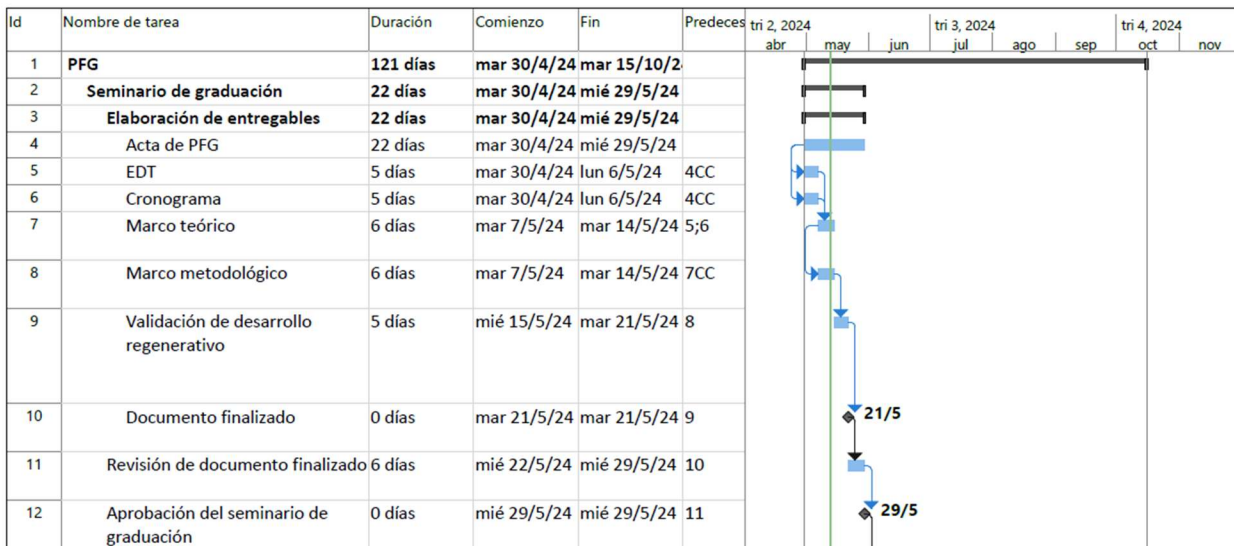 Id Nombre de tarea Duración Comienzo Fin Predeces tri 2, 2024 tri 3, 2024 tri 4, 2024
abr may jun jul ago sep oct nov
1 PFG 121 días mar 30/4/24 mar 15/10/2
2 Seminario de graduación 22 días mar 30/4/24 mié 29/5/24
3 Elaboración de entregables 22 días mar 30/4/24 mié 29/5/24
4 Acta de PFG 22 días mar 30/4/24 mié 29/5/24
5 EDT 5 días mar 30/4/24 lun 6/5/24 4CC
6 Cronograma 5 días mar 30/4/24 lun 6/5/24 4CC
7 Marco teórico 6 días mar 7/5/24 mar 14/5/24 5;6
8 Marco metodológico 6 días mar 7/5/24 mar 14/5/24 7CC
9 Validación de desarrollo 5 días mié 15/5/24 mar 21/5/24 8
regenerativo
10 Documento finalizado 0 días mar 21/5/24 mar 21/5/24 9 21/5
11 Revisión de documento finalizado 6 días mié 22/5/24 mié 29/5/24 10
12 Aprobación del seminario de 0 días mié 29/5/24 mié 29/5/24 11 29/5
graduación